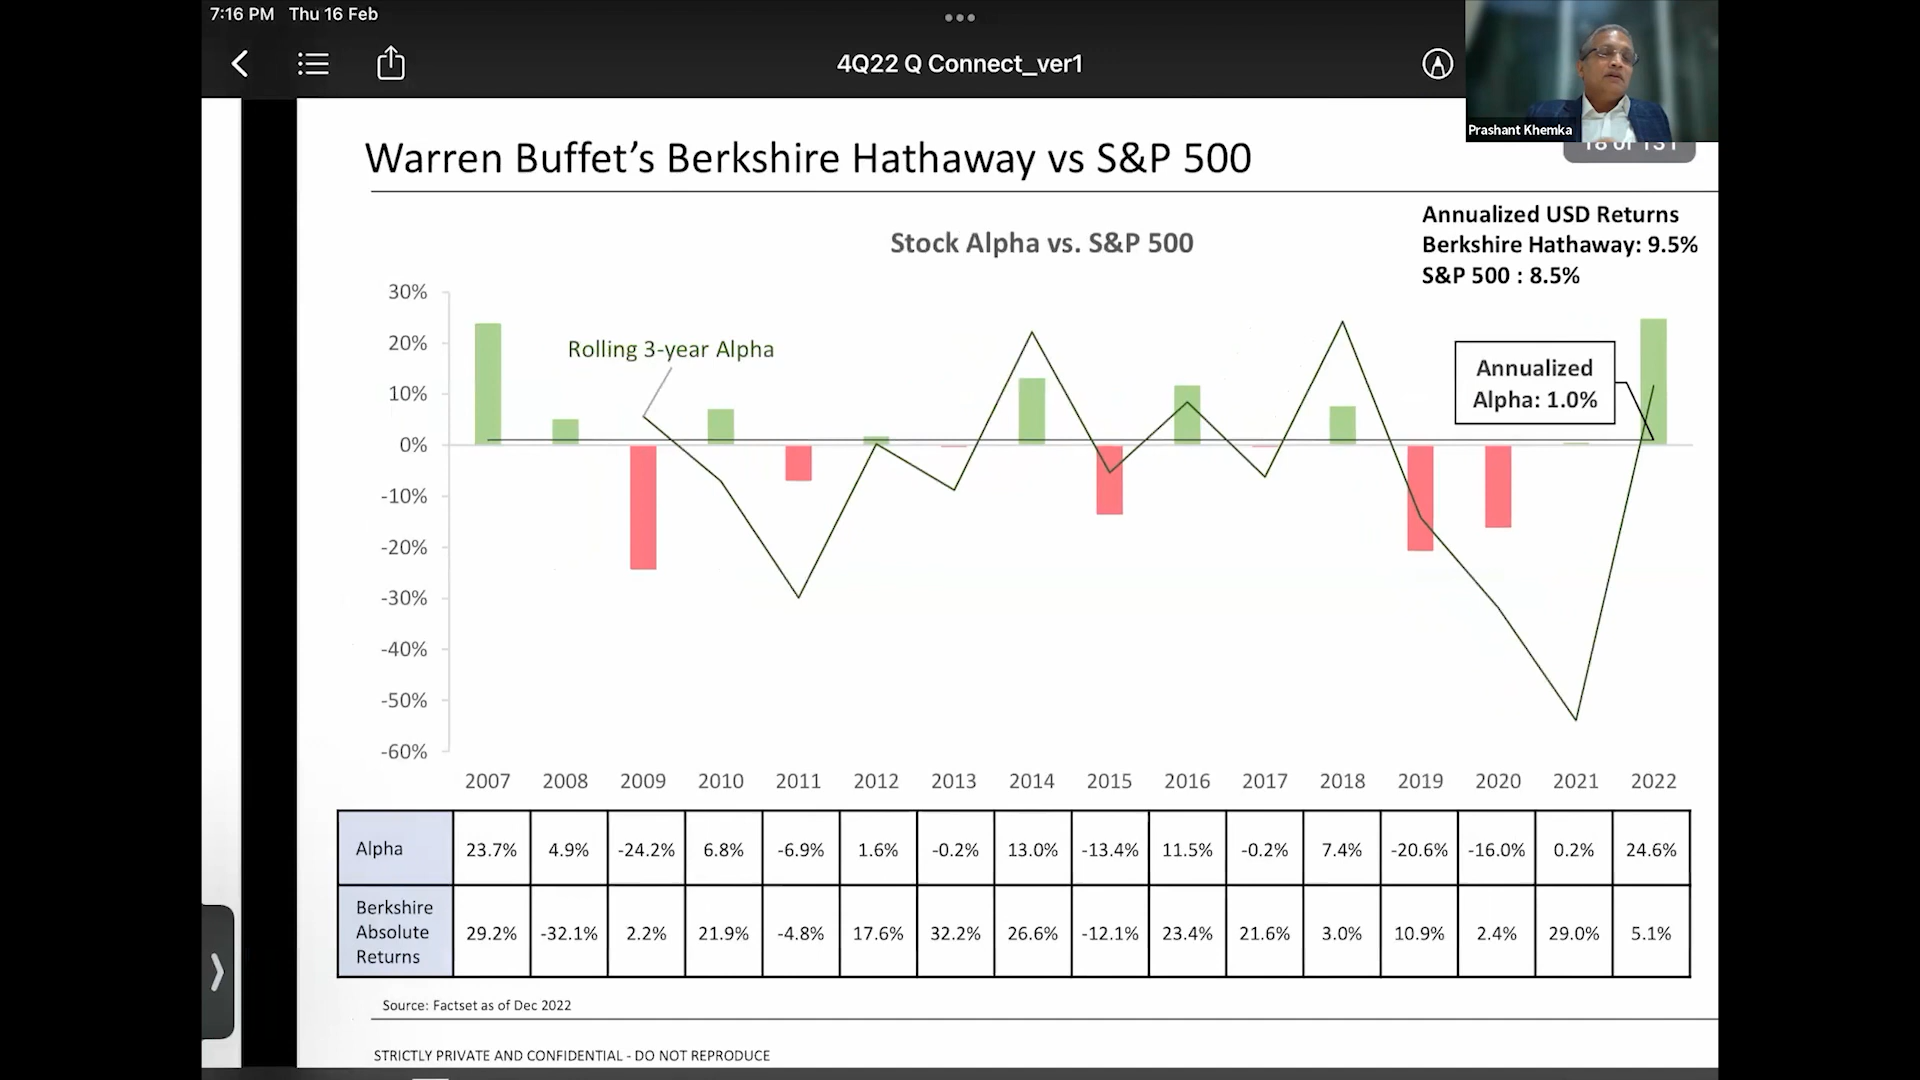 7:16 PM Thu 16 Feb
4Q22 Q Connect_ver1
Prashant Khemka
18 of 131
Warren Buffet’s Berkshire Hathaway vs S&P 500
Annualized USD Returns
Berkshire Hathaway: 9.5%
S&P 500 : 8.5%
Stock Alpha vs. S&P 500
30%
20%
10%
0%
-10%
-20%
-30%
-40%
-50%
-60%
Rolling 3-year Alpha
Annualized
Alpha: 1.0%
2007 2008 2009 2010 2011 2012 2013 2014 2015 2016 2017 2018 2019 2020 2021 2022
Alpha 23.7% 4.9% -24.2% 6.8% -6.9% 1.6% -0.2% 13.0% -13.4% 11.5% -0.2% 7.4% -20.6% -16.0% 0.2% 24.6%
Berkshire
Absolute
Returns
29.2% -32.1% 2.2% 21.9% -4.8% 17.6% 32.2% 26.6% -12.1% 23.4% 21.6% 3.0% 10.9% 2.4% 29.0% 5.1%
Source: Factset as of Dec 2022
STRICTLY PRIVATE AND CONFIDENTIAL - DO NOT REPRODUCE